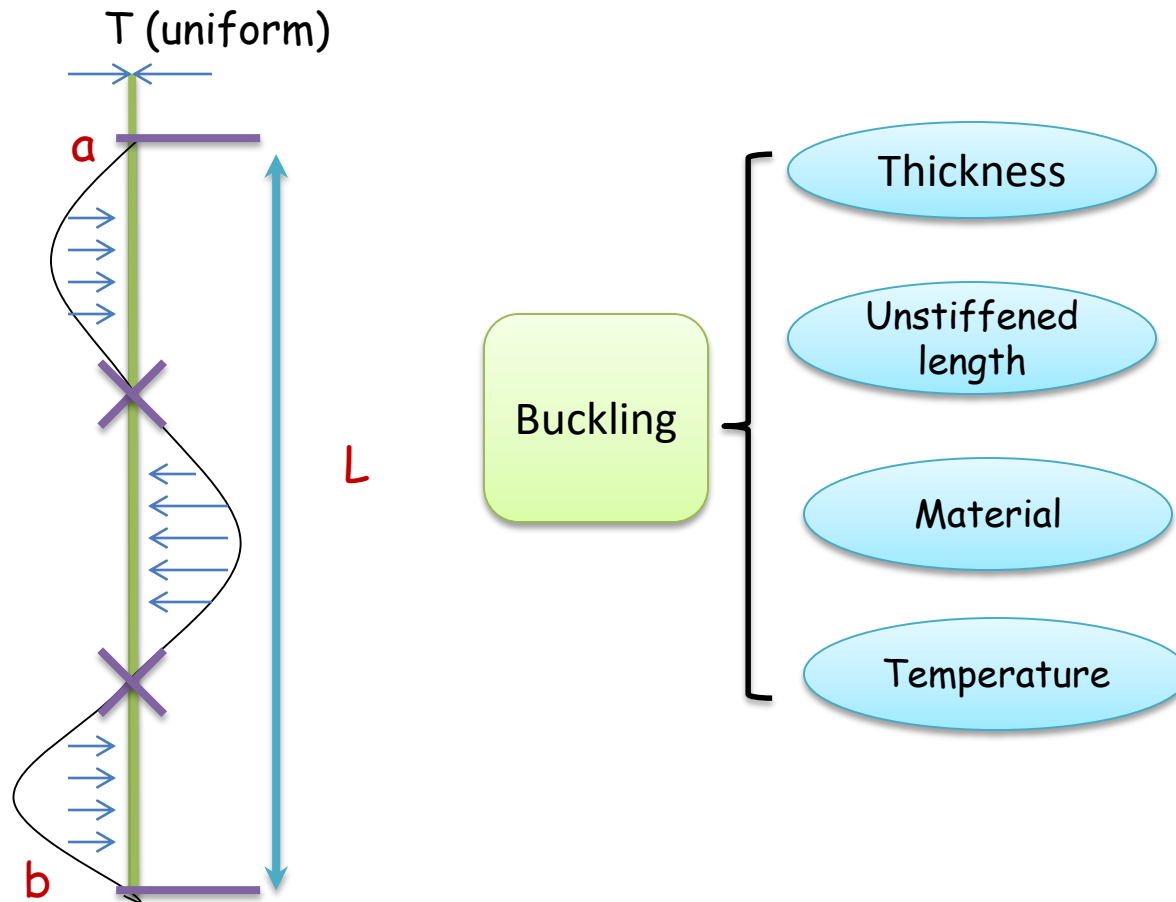 T (uniform)
a
L
b
Buckling
Thickness
Unstiffened
length
Material
Temperature